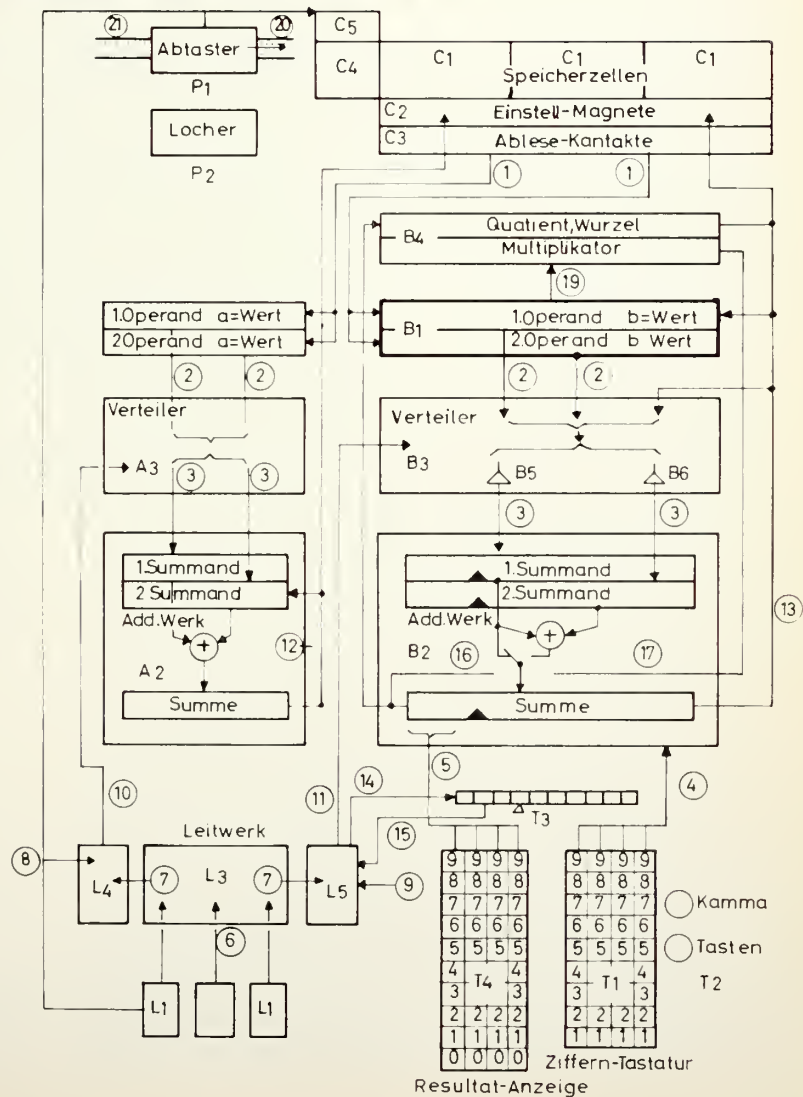 21
20
C5
Abtaster
P1
C4
C1 C1 C1
Speicherzellen
C2 Einstell-Magnete
C3 Ablese-Kantakte
Locher
P2
1
1
Quatient,Wurzel
B4
Multiplikator
19
1.Operand a=Wert
2Operand a=Wert
B1
1.Operand b=Wert
2.Operand b Wert
2
2
2
2
Verteiler
A3
3
3
Verteiler
B3
B5
B6
3
3
1.Summand
2 Summand
Add.Werk
+
12
A2
Summe
1.Summand
2.Summand
Add.Werk
+
B2
16
17
13
Summe
5
4
10
11
14
T3
15
8
Leitwerk
L4
7
L3
7
L5
9
6
L1
L1
9 9 9 9
8 8 8 8
7 7 7 7
6 6 6 6
5 5 5 5
4 4
T4
3 3
2 2 2 2
1 1 1 1
0 0 0 0
Resultat-Anzeige
9 9 9 9
8 8 8 8
7 7 7 7
6 6 6 6
5 5 5 5
4 4
T1
3 3
2 2 2 2
1 1 1 1
Ziffern-Tastatur
Kamma
Tasten
T2